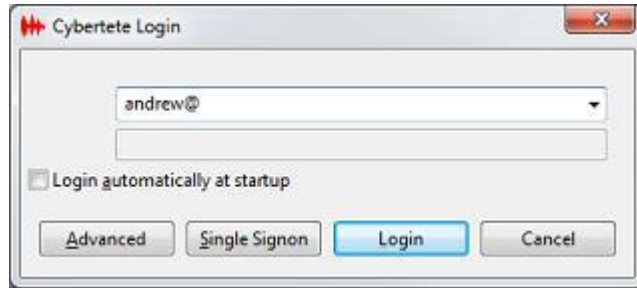 Cybertete Login
andrew@
Login automatically at startup
Advanced Single Signon Login Cancel